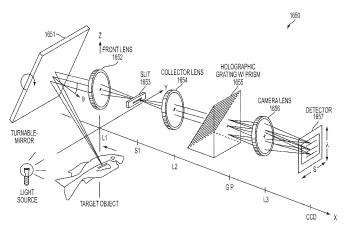 1650
1651
Z
FRONT LENS
1652
SLIT
1653
Y
COLLECTOR LENS
1654
HOLOGRAPHIC
GRATING W/ PRISM
1655
CAMERA LENS
1656
DETECTOR
1657
θ
λ
S
TURNABLE-
MIRROR
L1
S1
L2
G P
L3
CCD
X
LIGHT
SOURCE
TARGET OBJECT